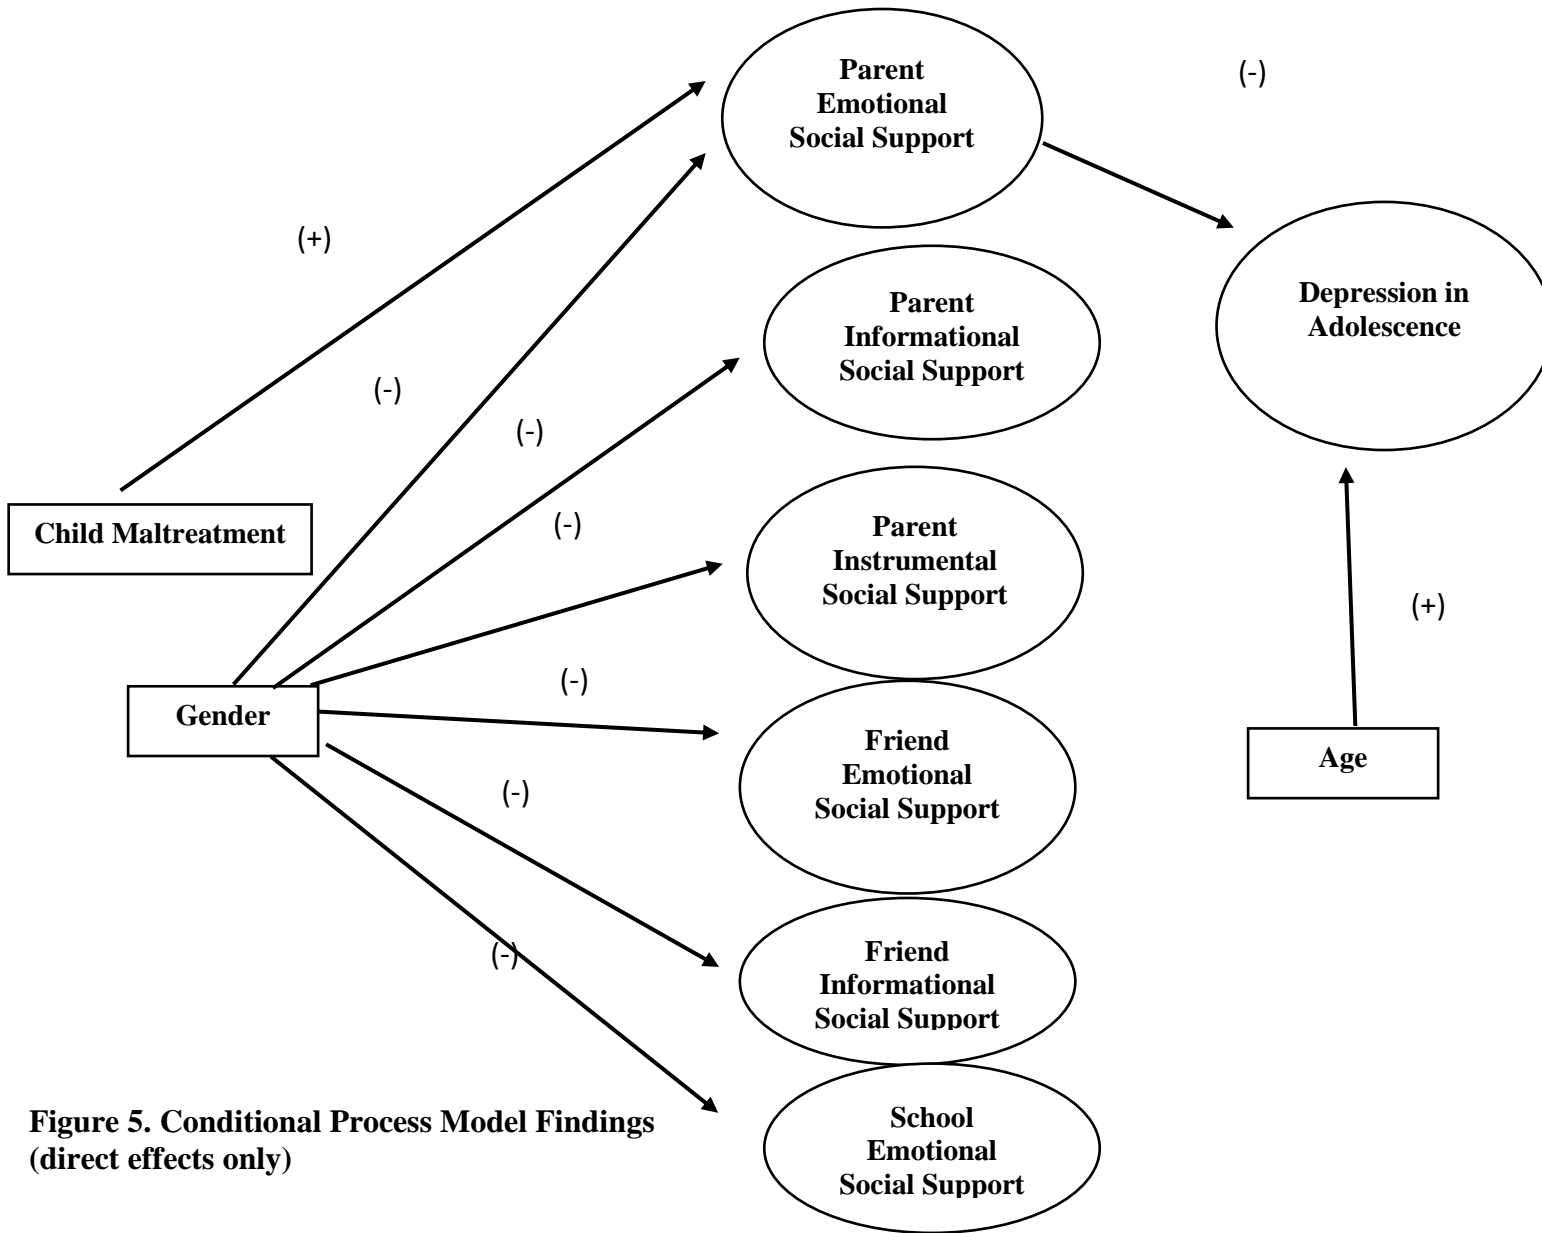 Parent
Emotional
Social Support
(-)
(+)
Parent
Informational
Social Support
Depression in
Adolescence
(-)
(-)
Child Maltreatment
(-)
Parent
Instrumental
Social Support
(+)
Gender
(-)
Friend
Emotional
Social Support
Age
(-)
Friend
Informational
Social Support
(-)
School
Emotional
Social Support
Figure 5. Conditional Process Model Findings
(direct effects only)